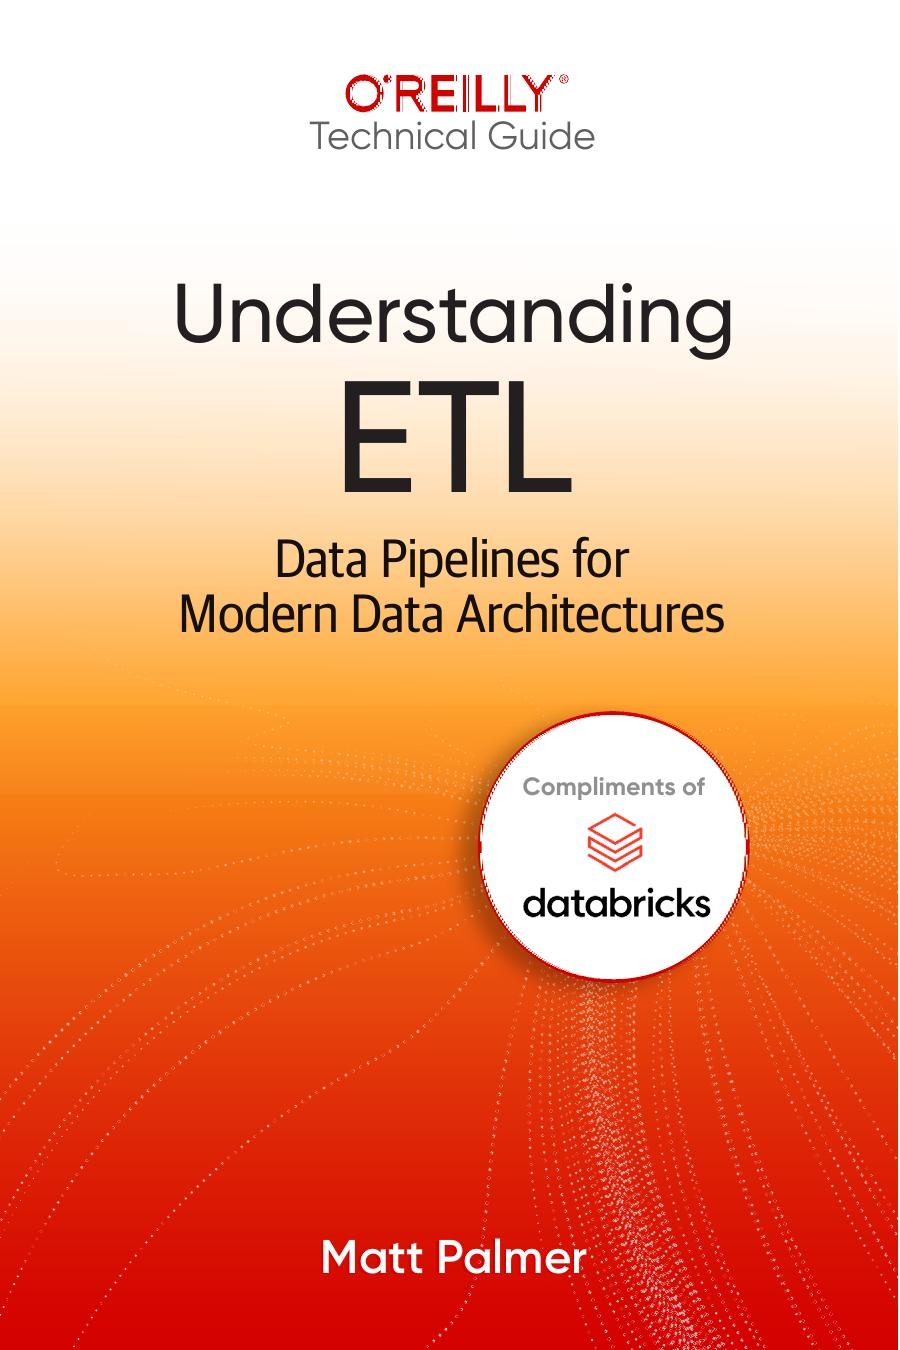 O'REILLY®
Technical Guide
Understanding
ETL
Data Pipelines for
Modern Data Architectures
Compliments of
databricks
Matt Palmer